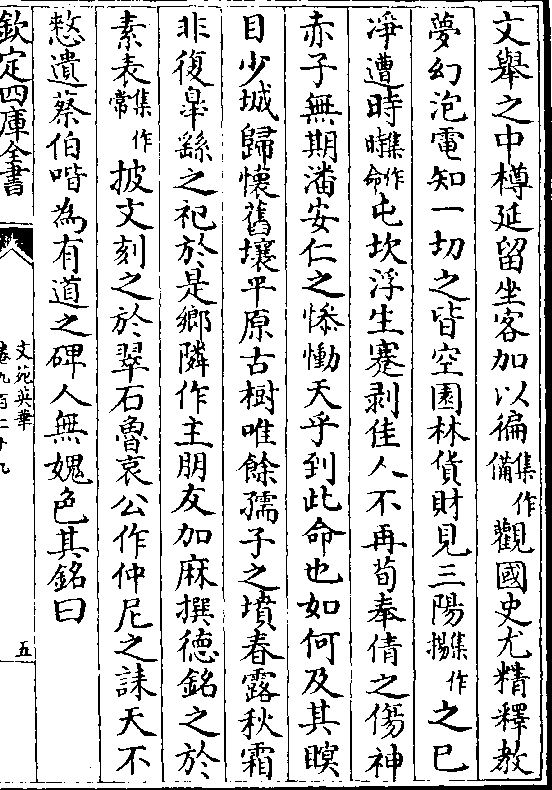 文舉之中樽延留坐客加以徧集作備觀國史尤精釋教
夢幻泡電知一切之皆空園林貨財見三陽集作揚之已
凈遭時集作時命屯坎浮生蹇剥佳人不再荀奉倩之傷神
赤子無期潘安仁之慘慟天乎到此命也如何及其瞑
目少城歸懷舊壤平原古樹唯餘孺子之墳春露秋霜
非復臯繇之祀於是鄉隣作主朋友加麻撰德銘之於
素表集作常披文刻之於翠石魯哀公作仲尼之誄天不
憗遺蔡伯喈為有道之碑人無媿色其銘曰
欽定四庫全書
文苑英華
卷九百二十九
五